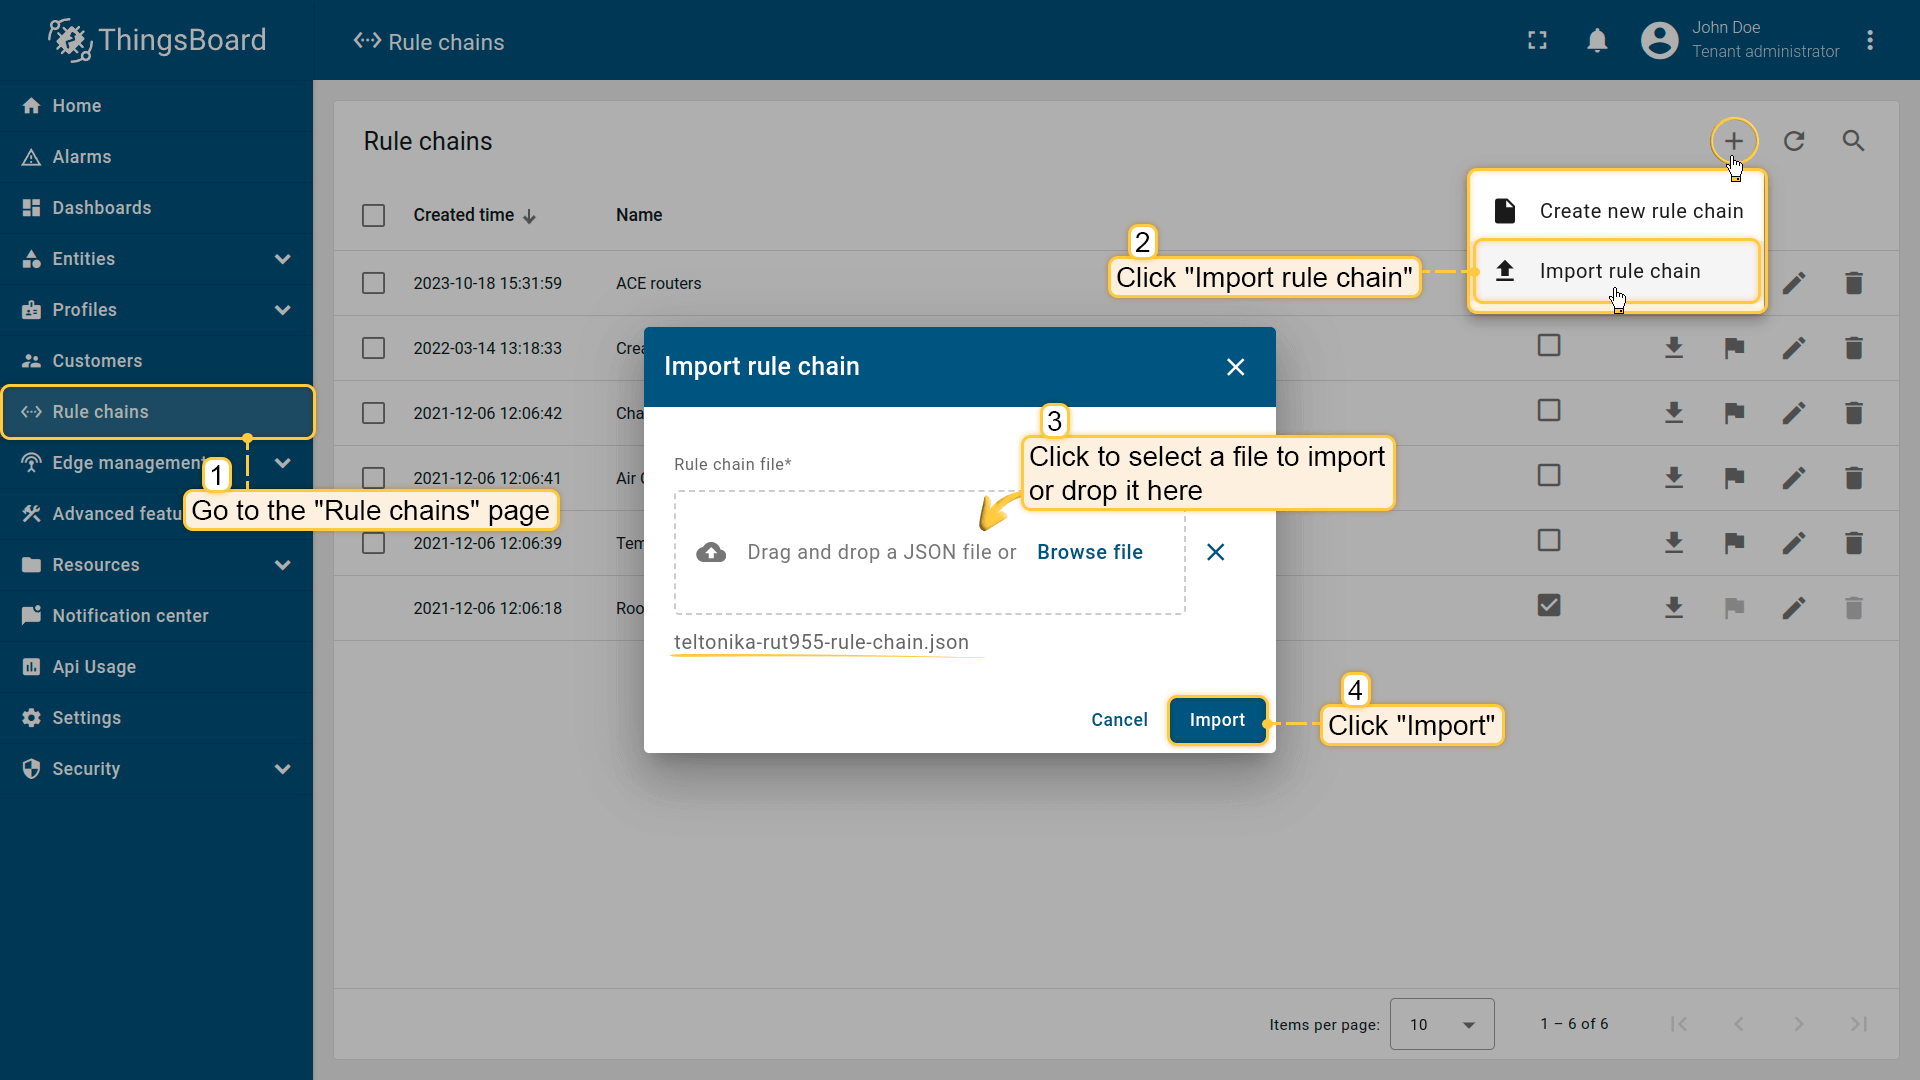 ThingsBoard
Rule chains
John Doe
Tenant administrator
Home
Alarms
Dashboards
Entities
Profiles
Customers
Rule chains
Edge management
Advanced featu
Resources
Notification center
Api Usage
Settings
Security
1
Go to the "Rule chains" page
Rule chains
Created time
Name
2023-10-18 15:31:59
ACE routers
2022-03-14 13:18:33
Crea
2021-12-06 12:06:42
Cha
2021-12-06 12:06:41
Air
2021-12-06 12:06:39
Tem
2021-12-06 12:06:18
Roo
Create new rule chain
Import rule chain
2
Click "Import rule chain"
Import rule chain
3
Click to select a file to import
or drop it here
Rule chain file*
Drag and drop a JSON file or Browse file
teltonika-rut955-rule-chain.json
Cancel
Import
4
Click "Import"
Items per page:
10
1 – 6 of 6